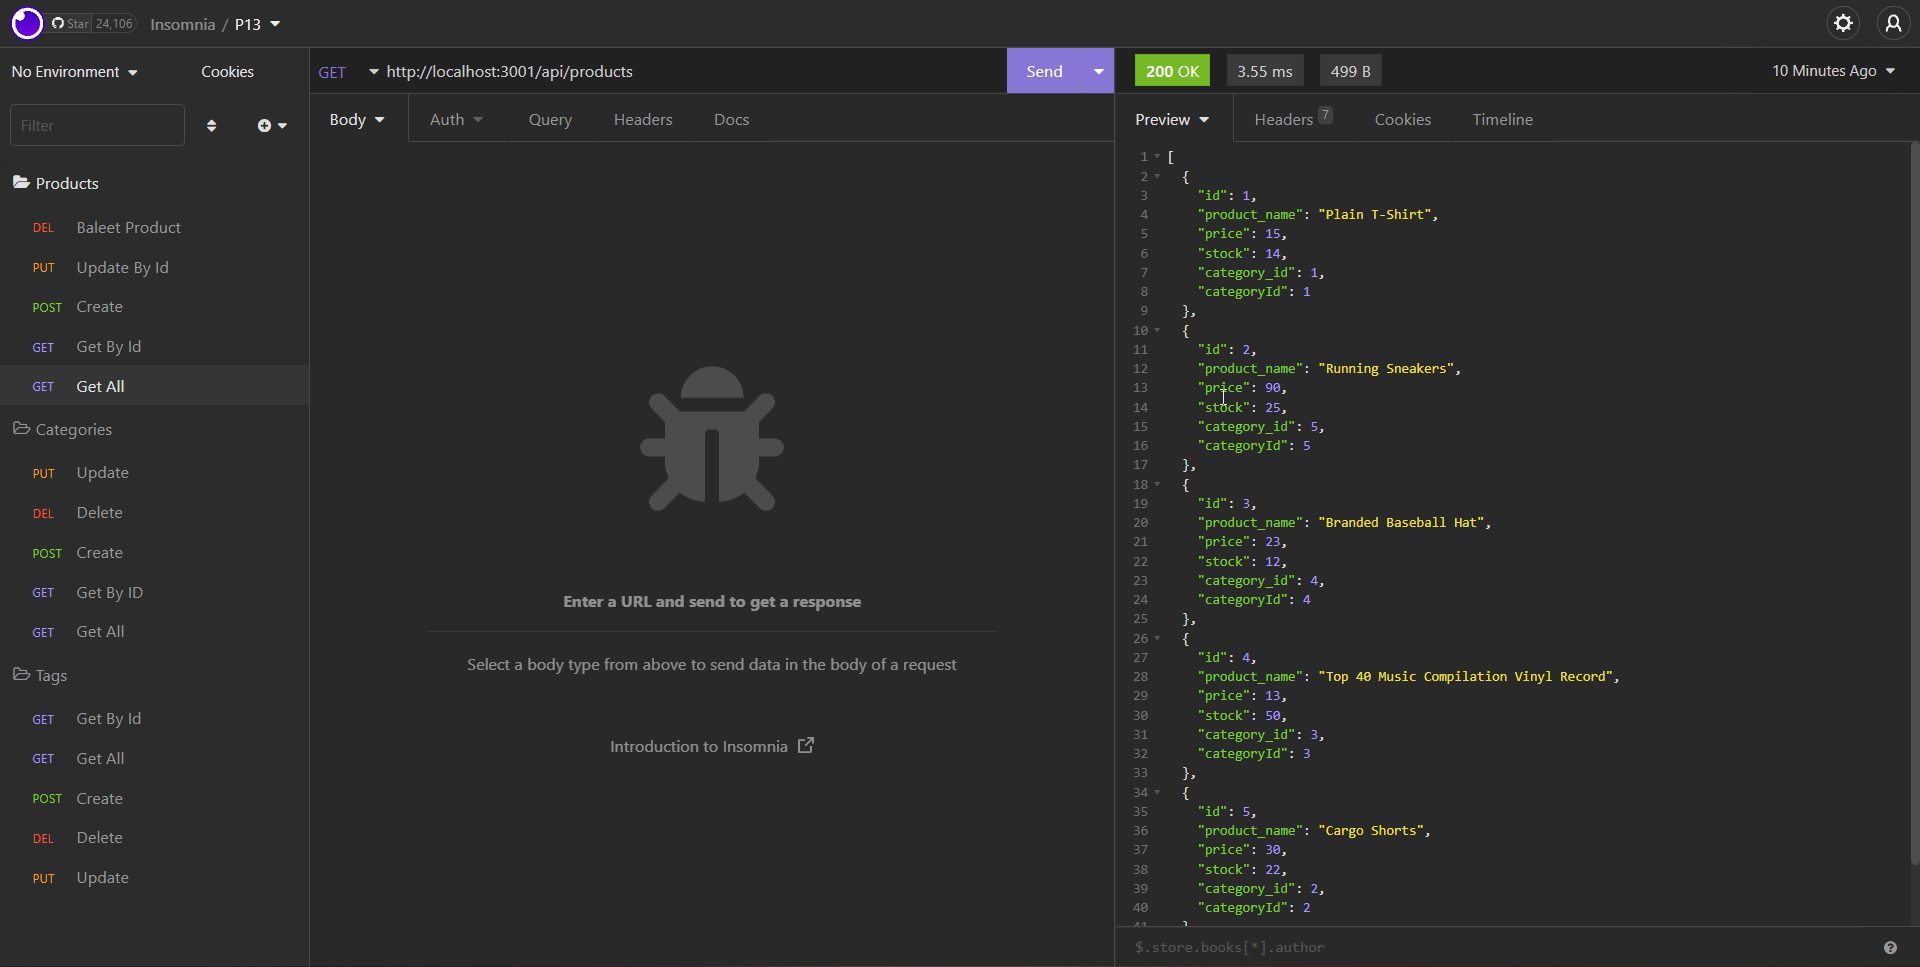 Star 24,106 Insomnia / P13
No Environment Cookies
Filter
Products
DEL Baleet Product
PUT Update By Id
POST Create
GET Get By Id
GET Get All
Categories
PUT Update
DEL Delete
POST Create
GET Get By ID
GET Get All
Tags
GET Get By Id
GET Get All
POST Create
DEL Delete
PUT Update
GET http://localhost:3001/api/products Send
Body Auth Query Headers Docs
Enter a URL and send to get a response
Select a body type from above to send data in the body of a request
Introduction to Insomnia
200 OK 3.55 ms 499 B 10 Minutes Ago
Preview Headers 7 Cookies Timeline
1 [
2 {
3 "id": 1,
4 "product_name": "Plain T-Shirt",
5 "price": 15,
6 "stock": 14,
7 "category_id": 1,
8 "categoryId": 1
9 },
10 {
11 "id": 2,
12 "product_name": "Running Sneakers",
13 "price": 90,
14 "stock": 25,
15 "category_id": 5,
16 "categoryId": 5
17 },
18 {
19 "id": 3,
20 "product_name": "Branded Baseball Hat",
21 "price": 23,
22 "stock": 12,
23 "category_id": 4,
24 "categoryId": 4
25 },
26 {
27 "id": 4,
28 "product_name": "Top 40 Music Compilation Vinyl Record",
29 "price": 13,
30 "stock": 50,
31 "category_id": 3,
32 "categoryId": 3
33 },
34 {
35 "id": 5,
36 "product_name": "Cargo Shorts",
37 "price": 30,
38 "stock": 22,
39 "category_id": 2,
40 "categoryId": 2
41 }
$.store.books[*].author